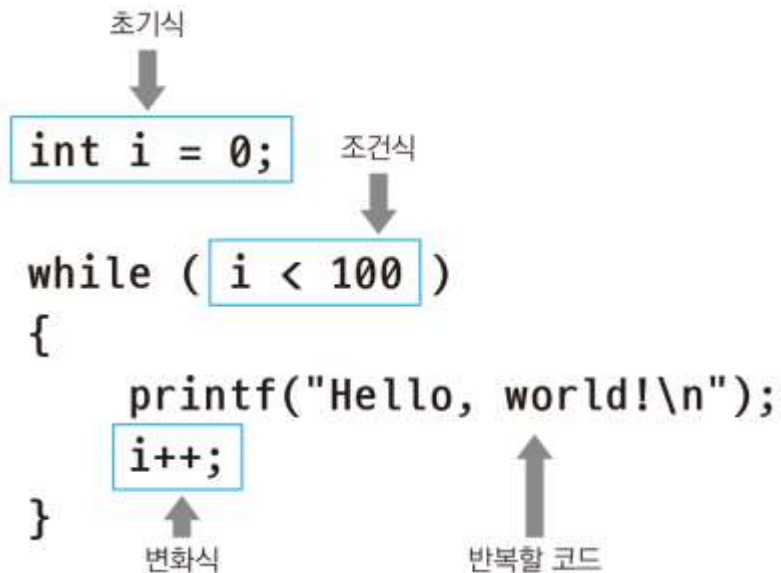 초기식
int i = 0;
조건식
while ( i < 100 )
{
printf("Hello, world!\n");
i++;
}
변화식
반복할 코드